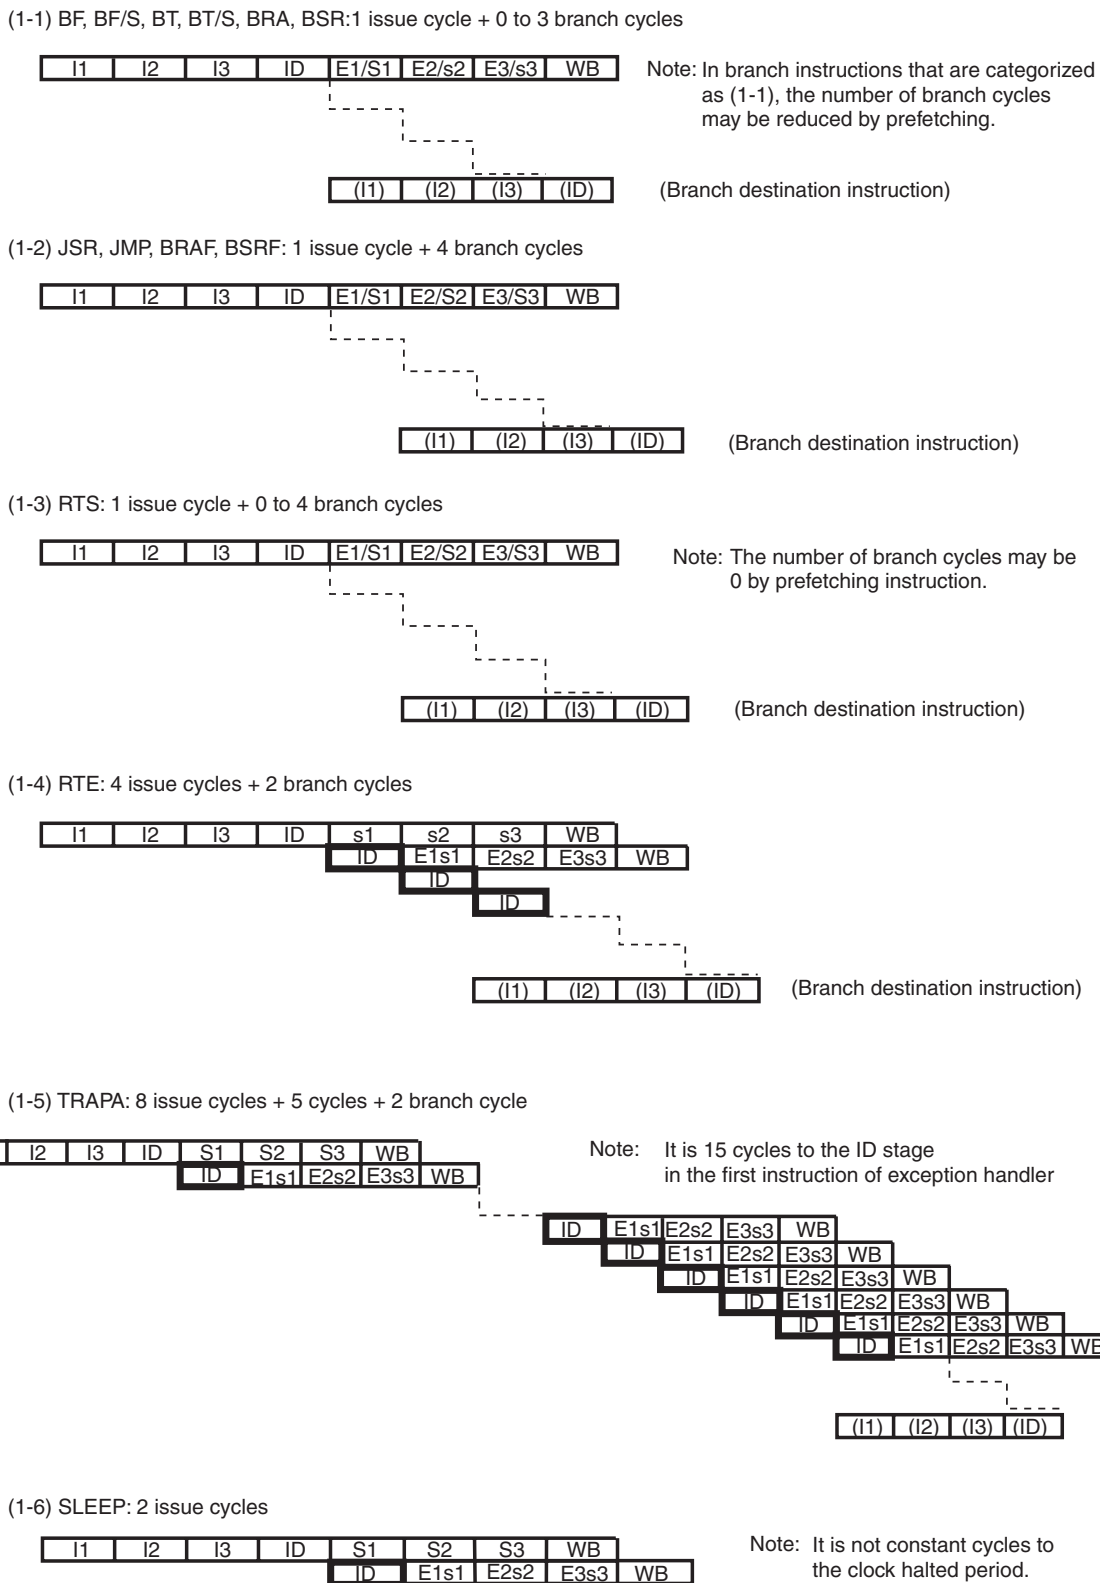 (1-1) BF, BF/S, BT, BT/S, BRA, BSR:1 issue cycle + 0 to 3 branch cycles
I1 I2 I3 ID E1/S1 E2/s2 E3/s3 WB
Note: In branch instructions that are categorized
as (1-1), the number of branch cycles
may be reduced by prefetching.
(I1) (I2) (I3) (ID)
(Branch destination instruction)
(1-2) JSR, JMP, BRAF, BSRF: 1 issue cycle + 4 branch cycles
I1 I2 I3 ID E1/S1 E2/S2 E3/S3 WB
(I1) (I2) (I3) (ID)
(Branch destination instruction)
(1-3) RTS: 1 issue cycle + 0 to 4 branch cycles
I1 I2 I3 ID E1/S1 E2/S2 E3/S3 WB
Note: The number of branch cycles may be
0 by prefetching instruction.
(I1) (I2) (I3) (ID)
(Branch destination instruction)
(1-4) RTE: 4 issue cycles + 2 branch cycles
I1 I2 I3 ID s1 s2 s3 WB
ID E1s1 E2s2 E3s3 WB
ID
ID
(I1) (I2) (I3) (ID)
(Branch destination instruction)
(1-5) TRAPA: 8 issue cycles + 5 cycles + 2 branch cycle
I2 I3 ID S1 S2 S3 WB
ID E1s1 E2s2 E3s3 WB
Note: It is 15 cycles to the ID stage
in the first instruction of exception handler
ID E1s1 E2s2 E3s3 WB
ID E1s1 E2s2 E3s3 WB
ID E1s1 E2s2 E3s3 WB
ID E1s1 E2s2 E3s3 WB
ID E1s1 E2s2 E3s3 WB
ID E1s1 E2s2 E3s3 WB
(I1) (I2) (I3) (ID)
(1-6) SLEEP: 2 issue cycles
I1 I2 I3 ID S1 S2 S3 WB
ID E1s1 E2s2 E3s3 WB
Note: It is not constant cycles to
the clock halted period.